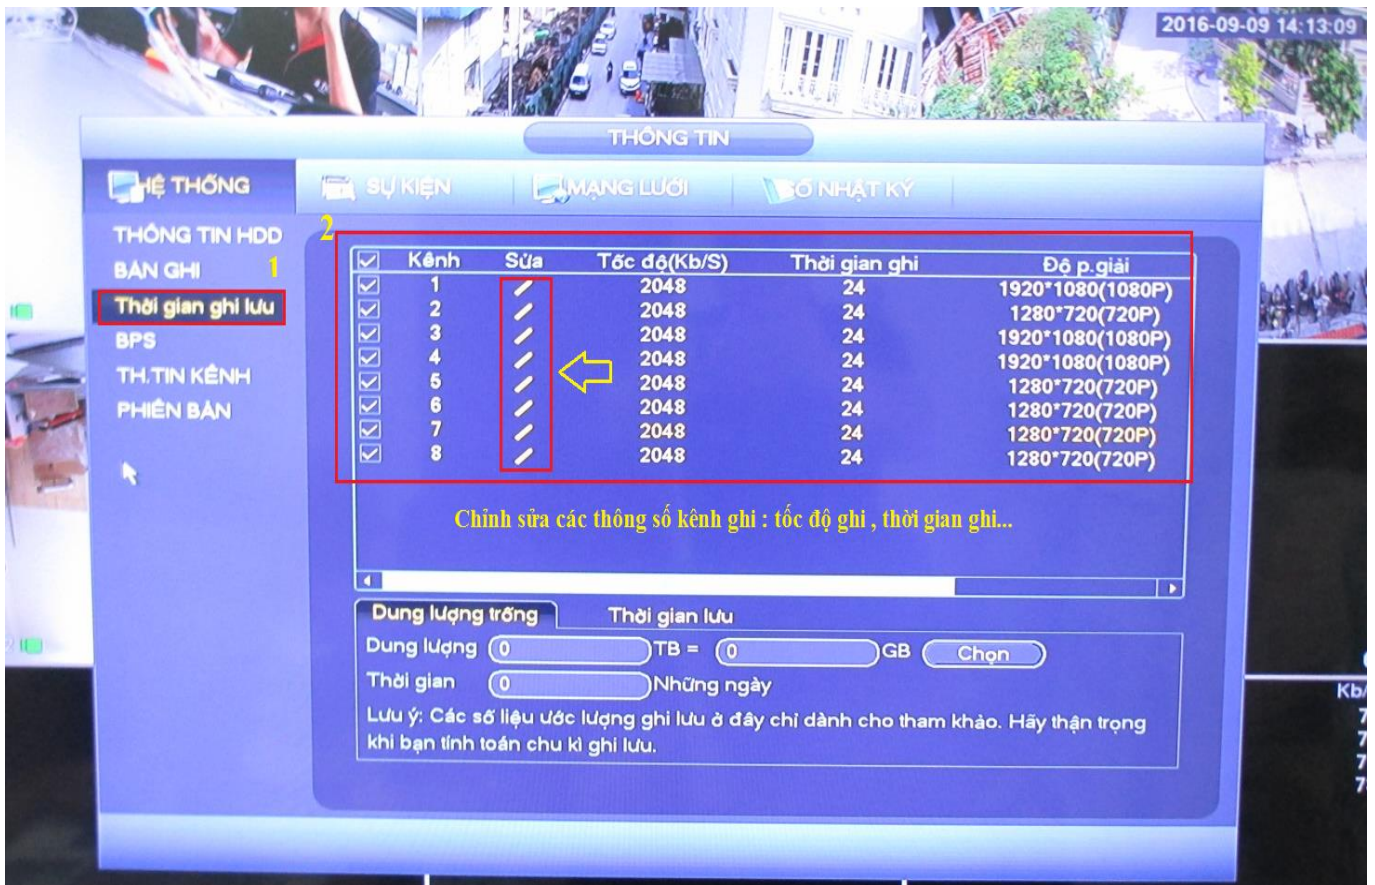 2016-09-09 14:13:09
THÔNG TIN
HỆ THỐNG
SỰ KIỆN
MẠNG LƯỚI
SỔ NHẬT KÝ
THÔNG TIN HDD
BẢN GHI
Thời gian ghi lưu
BPS
TH.TIN KÊNH
PHIÊN BẢN
1
2
Kênh Sửa Tốc độ(Kb/S) Thời gian ghi Độ p.giải
1 2048 24 1920*1080(1080P)
2 2048 24 1280*720(720P)
3 2048 24 1920*1080(1080P)
4 2048 24 1920*1080(1080P)
5 2048 24 1280*720(720P)
6 2048 24 1280*720(720P)
7 2048 24 1280*720(720P)
8 2048 24 1280*720(720P)
Chỉnh sửa các thông số kênh ghi : tốc độ ghi , thời gian ghi...
Dung lượng trống Thời gian lưu
Dung lượng 0 TB = 0 GB Chọn
Thời gian 0 Những ngày
Lưu ý: Các số liệu ước lượng ghi lưu ở đây chỉ dành cho tham khảo. Hãy thận trọng
khi bạn tính toán chu kì ghi lưu.
Kb/
7
7
7